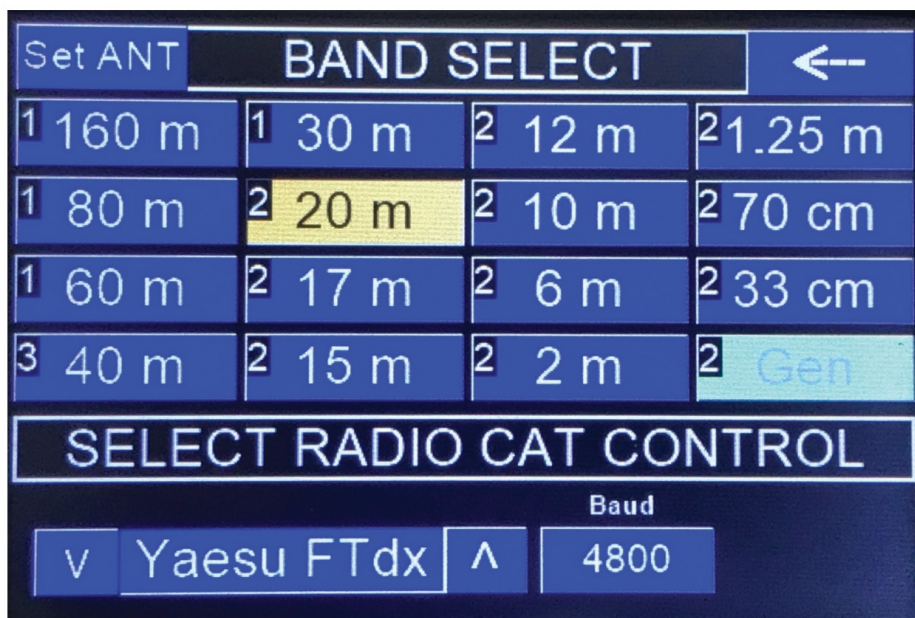 Set ANT BAND SELECT <---
1 160 m 1 30 m 2 12 m 2 1.25 m
1 80 m 2 20 m 2 10 m 2 70 cm
1 60 m 2 17 m 2 6 m 2 33 cm
3 40 m 2 15 m 2 2 m 2 Gen
SELECT RADIO CAT CONTROL
Baud
V Yaesu FTdx Λ 4800